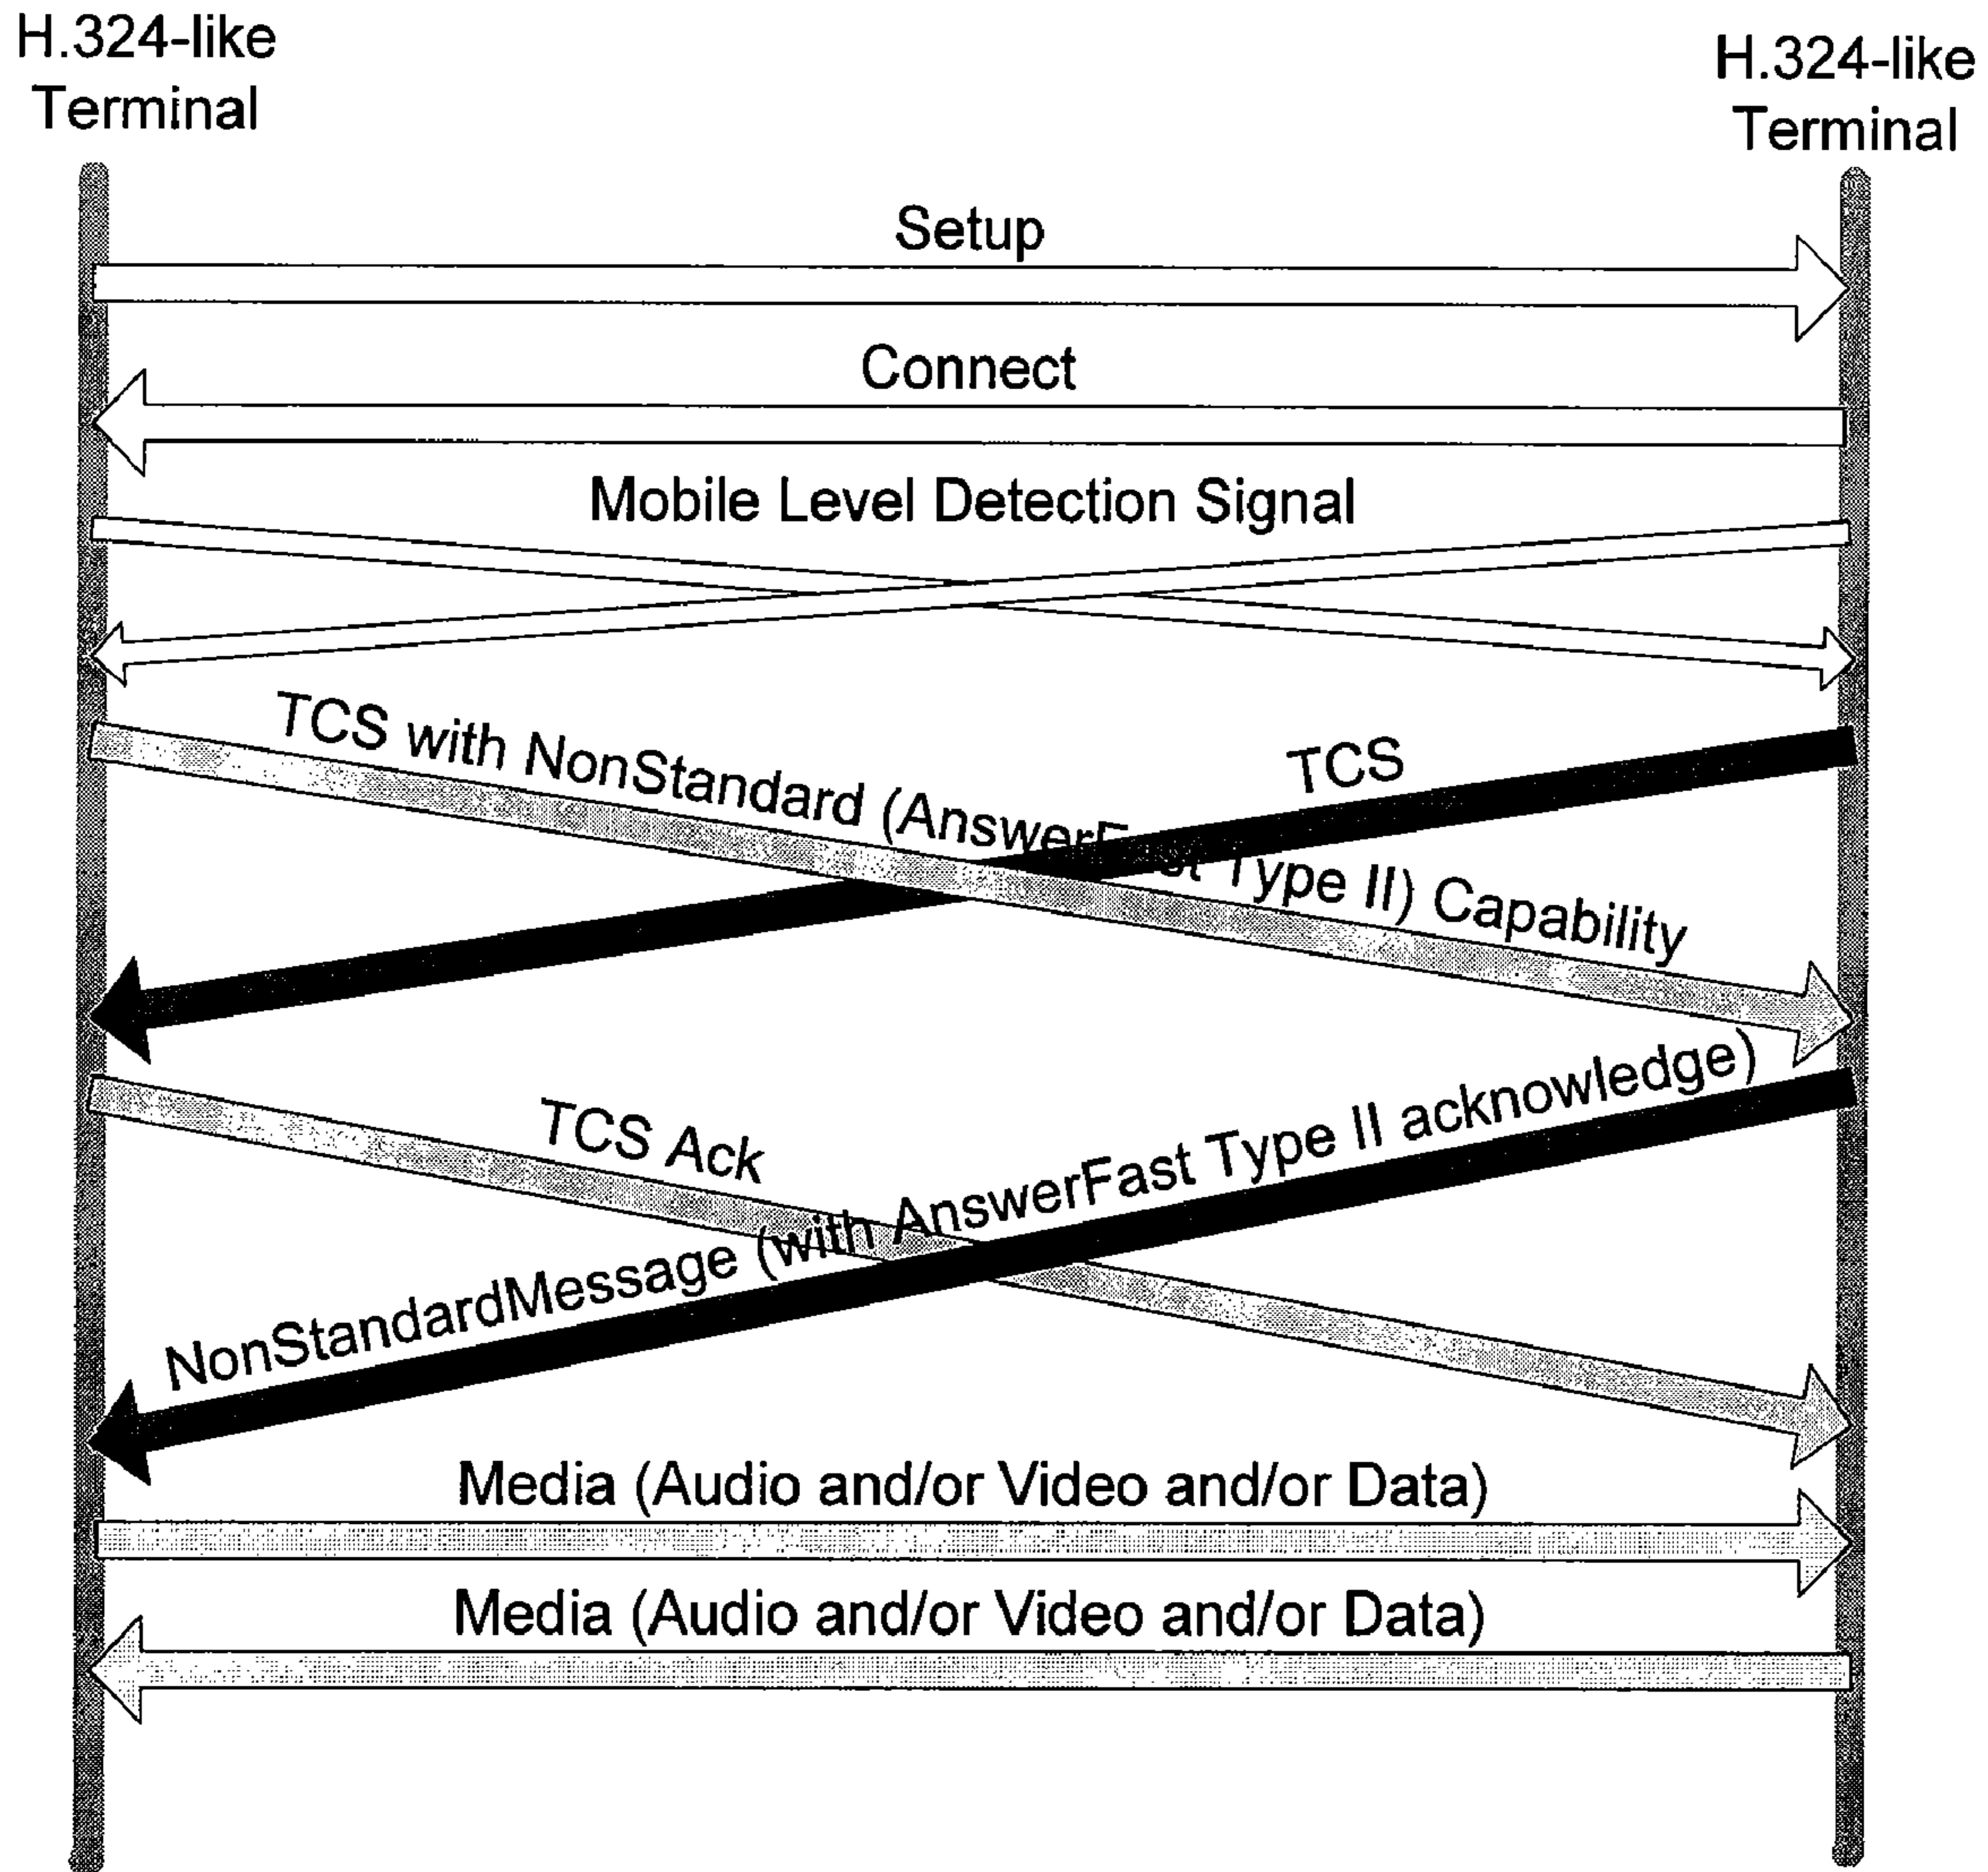 H.324-like
Terminal
H.324-like
Terminal
Setup
Connect
Mobile Level Detection Signal
TCS with NonStandard (AnswerFast Type II) Capability
TCS
TCS Ack
NonStandardMessage (with AnswerFast Type II acknowledge)
Media (Audio and/or Video and/or Data)
Media (Audio and/or Video and/or Data)